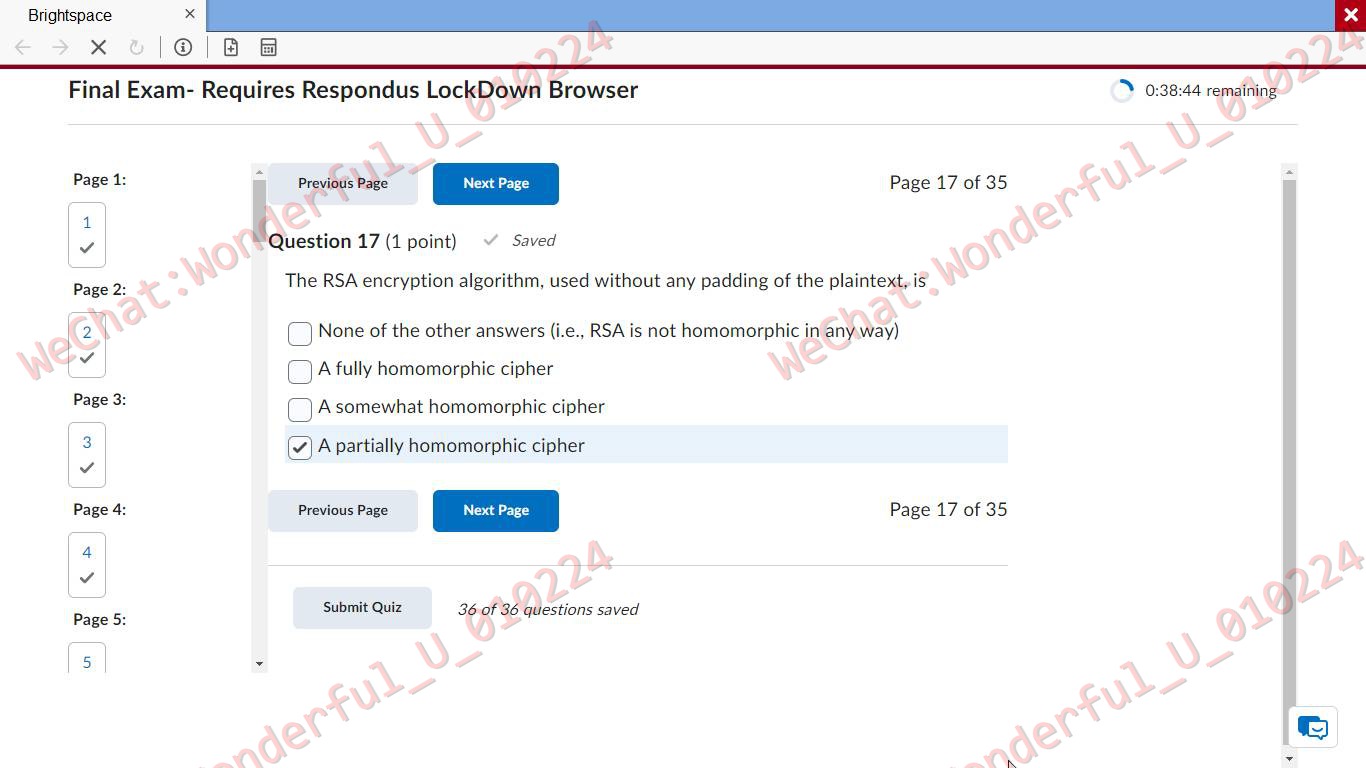 Brightspace
Final Exam- Requires Respondus LockDown Browser
0:38:44 remaining
Page 1:
1
Page 2:
2
Page 3:
3
Page 4:
4
Page 5:
5
Previous Page
Next Page
Page 17 of 35
Question 17 (1 point)
Saved
The RSA encryption algorithm, used without any padding of the plaintext, is
None of the other answers (i.e., RSA is not homomorphic in any way)
A fully homomorphic cipher
A somewhat homomorphic cipher
A partially homomorphic cipher
Previous Page
Next Page
Page 17 of 35
Submit Quiz
36 of 36 questions saved
WeChat:Wonderful_U_010224
WeChat:Wonderful_U_010224
onderful_U_010224
onderful_U_010224